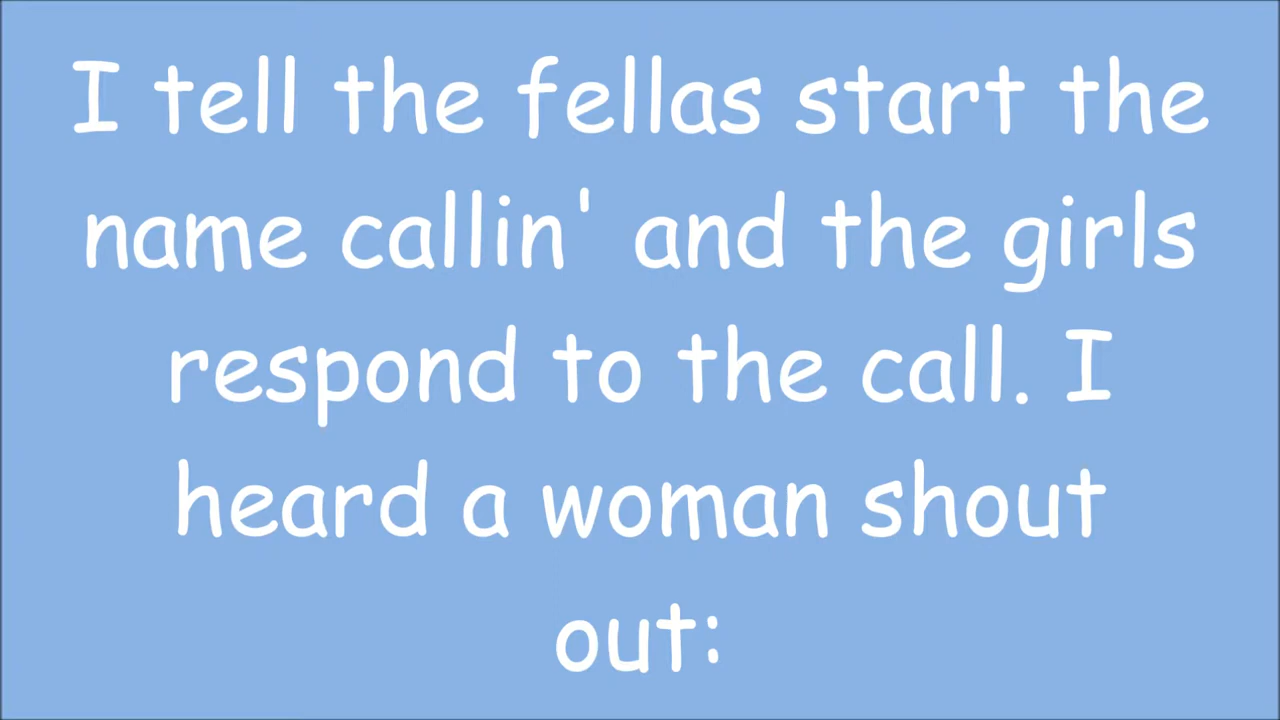 I tell the fellas start the
name callin' and the girls
respond to the call. I
heard a woman shout
out: